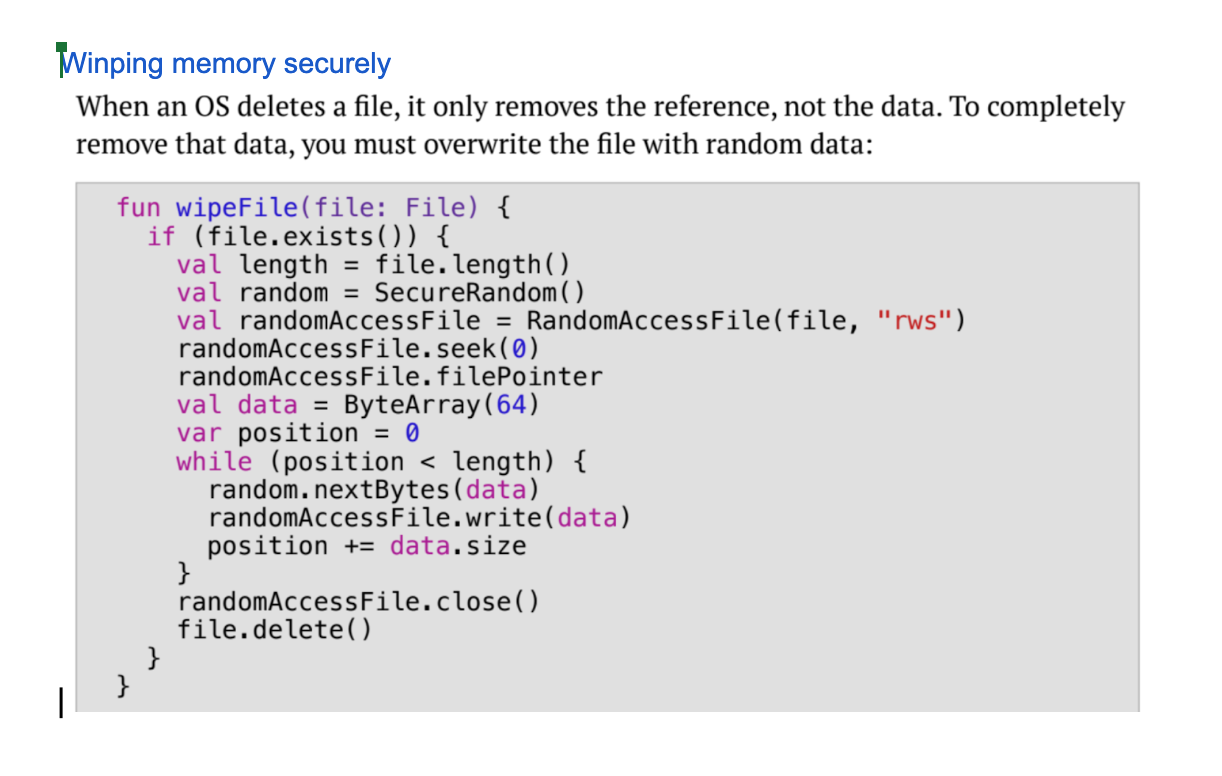 Winping memory securely
When an OS deletes a file, it only removes the reference, not the data. To completely
remove that data, you must overwrite the file with random data:
fun wipeFile(file: File) {
  if (file.exists()) {
    val length = file.length()
    val random = SecureRandom()
    val randomAccessFile = RandomAccessFile(file, "rws")
    randomAccessFile.seek(0)
    randomAccessFile.filePointer
    val data = ByteArray(64)
    var position = 0
    while (position < length) {
      random.nextBytes(data)
      randomAccessFile.write(data)
      position += data.size
    }
    randomAccessFile.close()
    file.delete()
  }
}